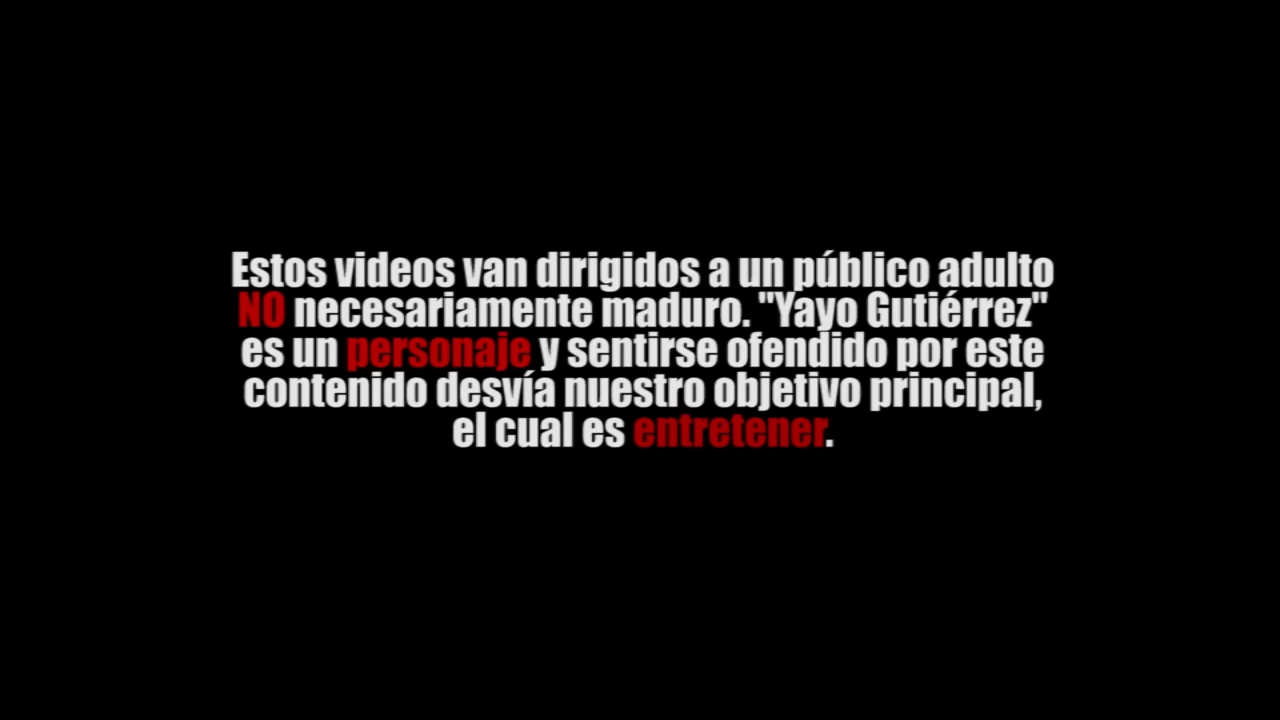 Estos videos van dirigidos a un público adulto
NO necesariamente maduro. "Yayo Gutiérrez"
es un personaje y sentirse ofendido por este
contenido desvía nuestro objetivo principal,
el cual es entretener.